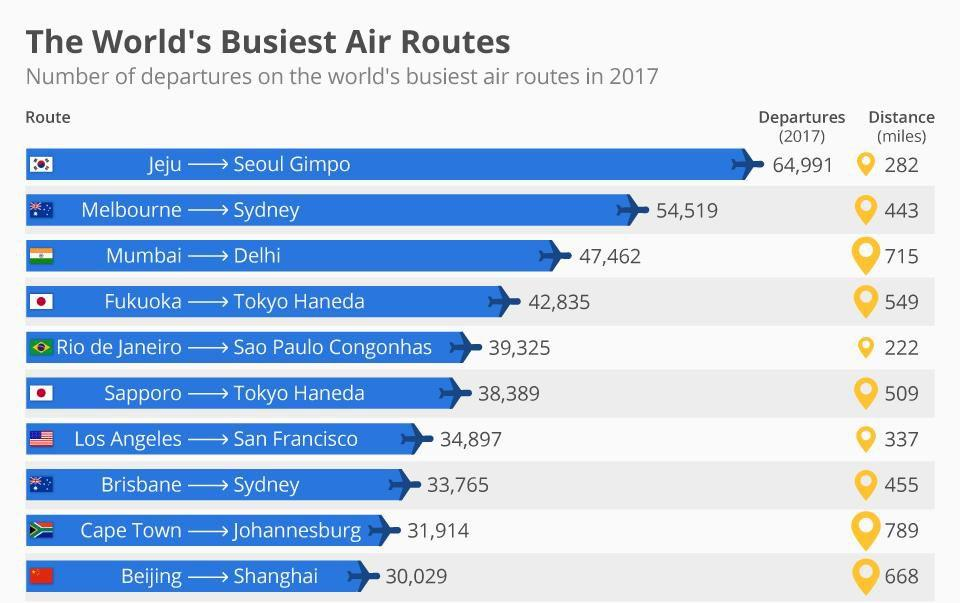 The World's Busiest Air Routes
Number of departures on the world's busiest air routes in 2017
Route Departures (2017) Distance (miles)
Jeju ⟶ Seoul Gimpo 64,991 282
Melbourne ⟶ Sydney 54,519 443
Mumbai ⟶ Delhi 47,462 715
Fukuoka ⟶ Tokyo Haneda 42,835 549
Rio de Janeiro ⟶ Sao Paulo Congonhas 39,325 222
Sapporo ⟶ Tokyo Haneda 38,389 509
Los Angeles ⟶ San Francisco 34,897 337
Brisbane ⟶ Sydney 33,765 455
Cape Town ⟶ Johannesburg 31,914 789
Beijing ⟶ Shanghai 30,029 668